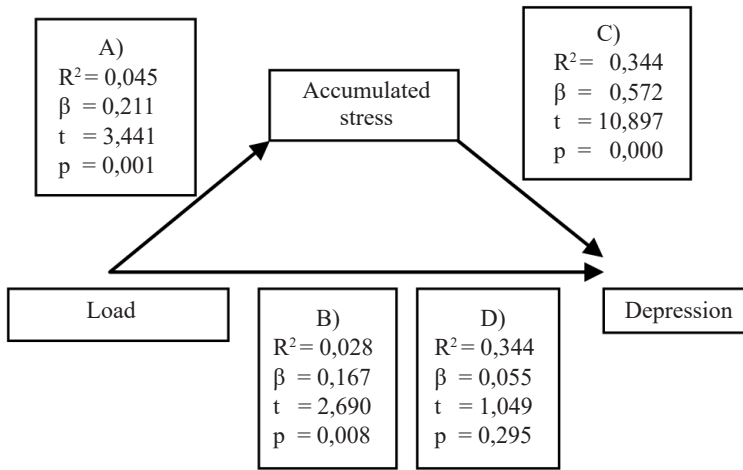 A)
R² = 0,045
β = 0,211
t = 3,441
p = 0,001
Accumulated
stress
C)
R² = 0,344
β = 0,572
t = 10,897
p = 0,000
Load
B)
R² = 0,028
β = 0,167
t = 2,690
p = 0,008
D)
R² = 0,344
β = 0,055
t = 1,049
p = 0,295
Depression